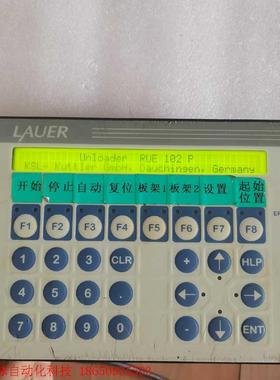 LAUER
Unloader RUE 102 P
Nuttler GmbH, Dauchingen, Germany
开始 停止 自动 复位 板架1 板架2 设置 起始位置
F1 F2 F3 F4 F5 F6 F7 F8
1 2 3 CLR + HLP
4 5 6 .
7 8 9 0 - ENT